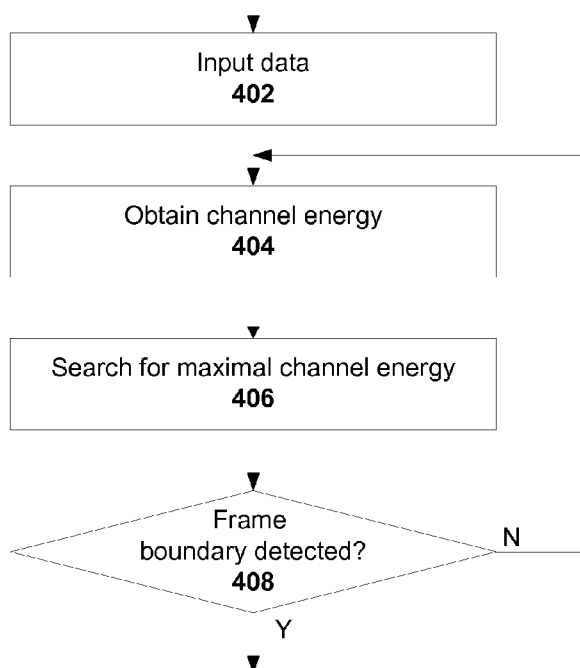 Input data
402
Obtain channel energy
404
Search for maximal channel energy
406
Frame
boundary detected?
408
N
Y